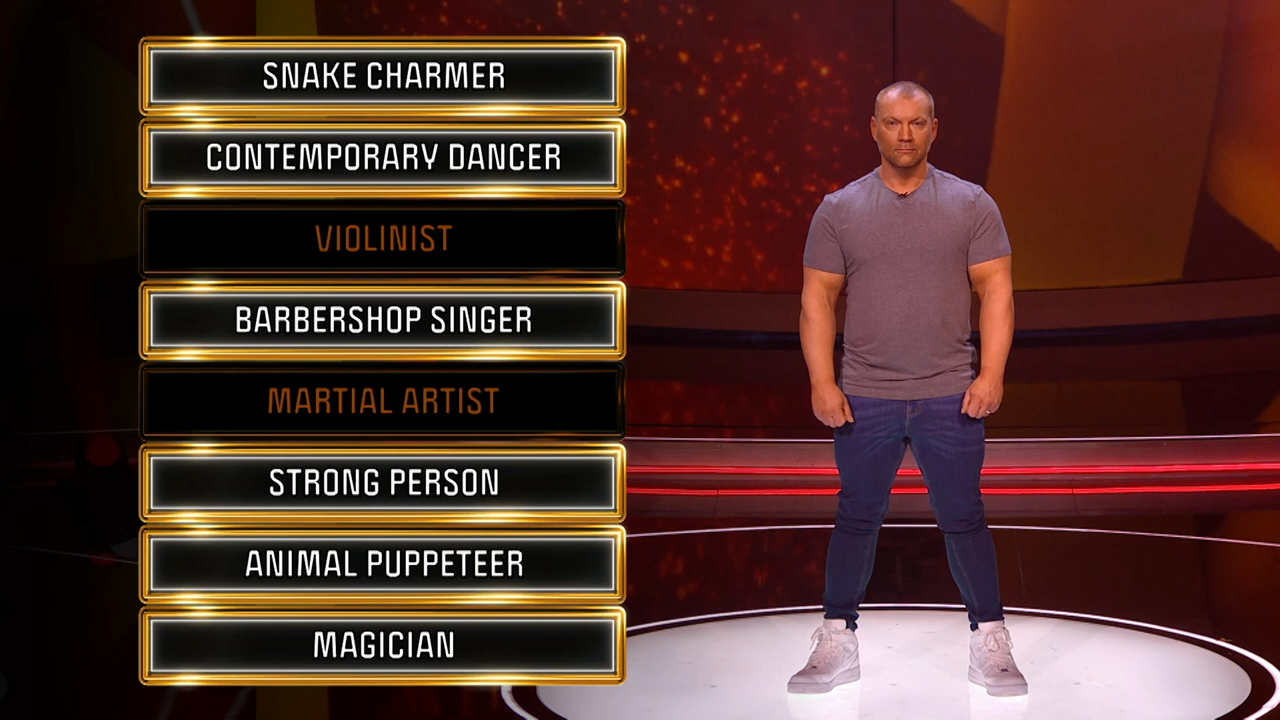 SNAKE CHARMER
CONTEMPORARY DANCER
VIOLINIST
BARBERSHOP SINGER
MARTIAL ARTIST
STRONG PERSON
ANIMAL PUPPETEER
MAGICIAN